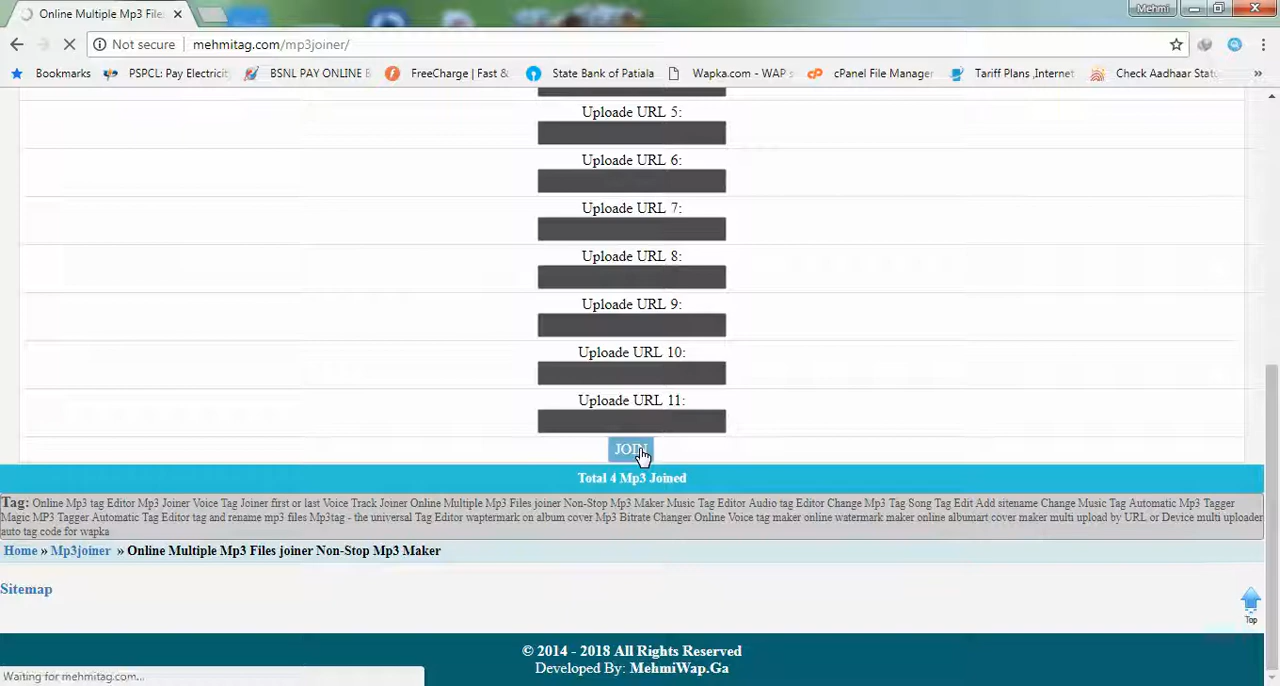 Online Multiple Mp3 File
Mehmi
Not secure
mehmitag.com/mp3joiner/
Bookmarks
PSPCL: Pay Electricit
BSNL PAY ONLINE B
FreeCharge | Fast &
State Bank of Patiala
Wapka.com - WAP s
cPanel File Manager
Tariff Plans ,Internet
Check Aadhaar Statu
»
Uploade URL 5:
Uploade URL 6:
Uploade URL 7:
Uploade URL 8:
Uploade URL 9:
Uploade URL 10:
Uploade URL 11:
JOIN
Total 4 Mp3 Joined
Tag: Online Mp3 tag Editor Mp3 Joiner Voice Tag Joiner first or last Voice Track Joiner Online Multiple Mp3 Files joiner Non-Stop Mp3 Maker Music Tag Editor Audio tag Editor Change Mp3 Tag Song Tag Edit Add sitename Change Music Tag Automatic Mp3 Tagger
Magic MP3 Tagger Automatic Tag Editor tag and rename mp3 files Mp3tag - the universal Tag Editor waptermark on album cover Mp3 Bitrate Changer Online Voice tag maker online watermark maker online albumart cover maker multi upload by URL or Device multi uploader
auto tag code for wapka
Home » Mp3joiner » Online Multiple Mp3 Files joiner Non-Stop Mp3 Maker
Sitemap
Top
© 2014 - 2018 All Rights Reserved
Developed By: MehmiWap.Ga
Waiting for mehmitag.com...